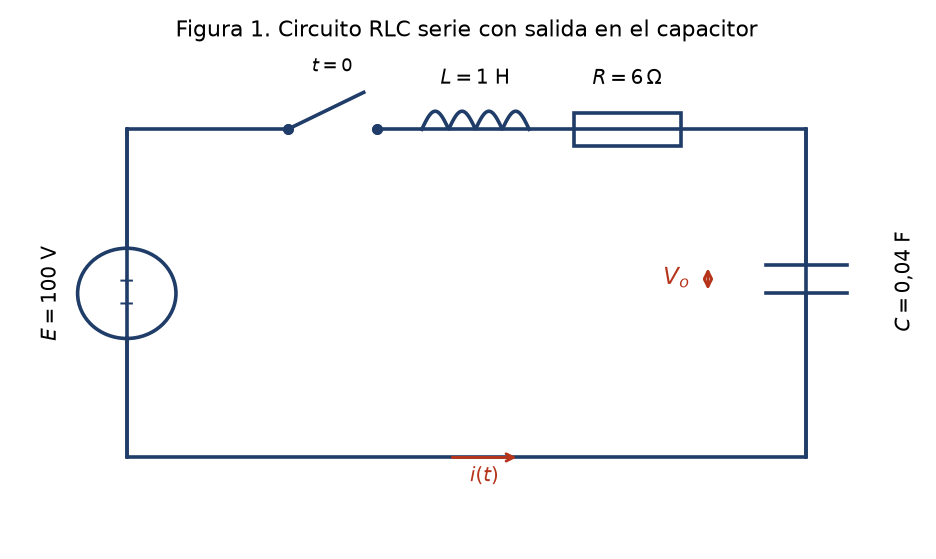 Figura 1. Circuito RLC serie con salida en el capacitor
t = 0
L = 1 H
R = 6 Ω
E = 100 V
V_o
C = 0,04 F
i(t)